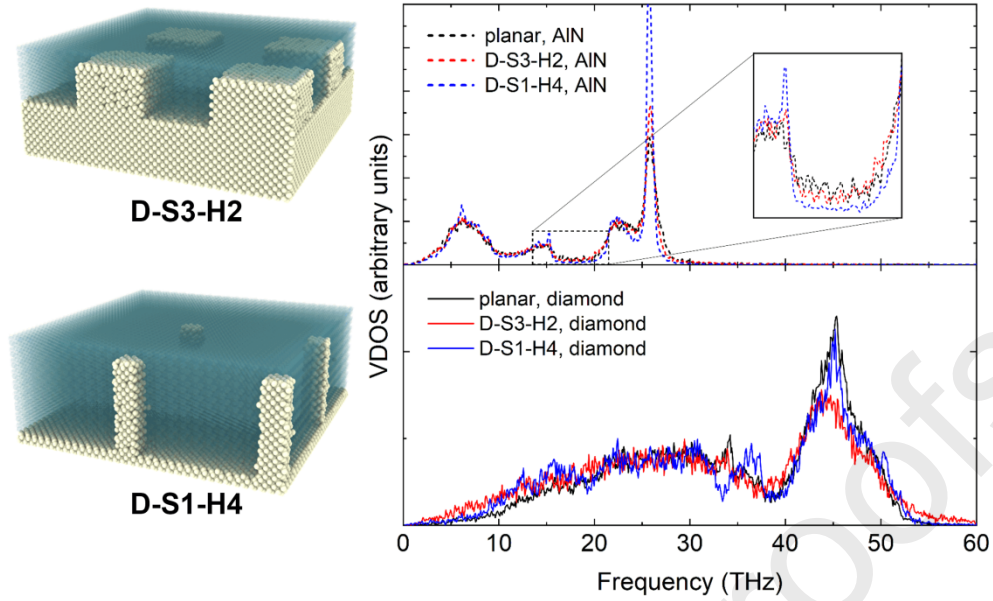 D-S3-H2
D-S1-H4
VDOS (arbitrary units)
planar, AlN
D-S3-H2, AlN
D-S1-H4, AlN
planar, diamond
D-S3-H2, diamond
D-S1-H4, diamond
0 10 20 30 40 50 60
Frequency (THz)